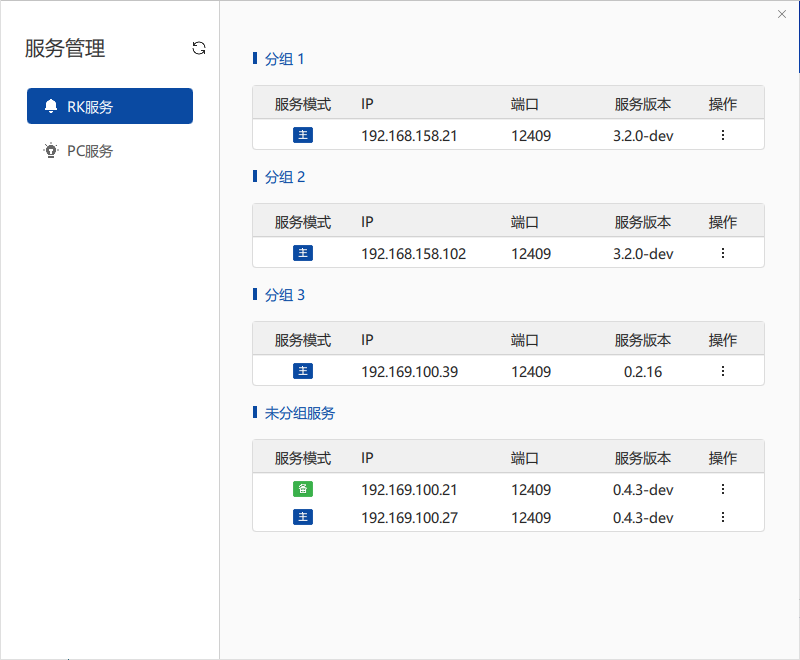 服务管理
RK服务
PC服务
分组 1
服务模式 IP 端口 服务版本 操作
主 192.168.158.21 12409 3.2.0-dev
分组 2
服务模式 IP 端口 服务版本 操作
主 192.168.158.102 12409 3.2.0-dev
分组 3
服务模式 IP 端口 服务版本 操作
主 192.169.100.39 12409 0.2.16
未分组服务
服务模式 IP 端口 服务版本 操作
备 192.169.100.21 12409 0.4.3-dev
主 192.169.100.27 12409 0.4.3-dev